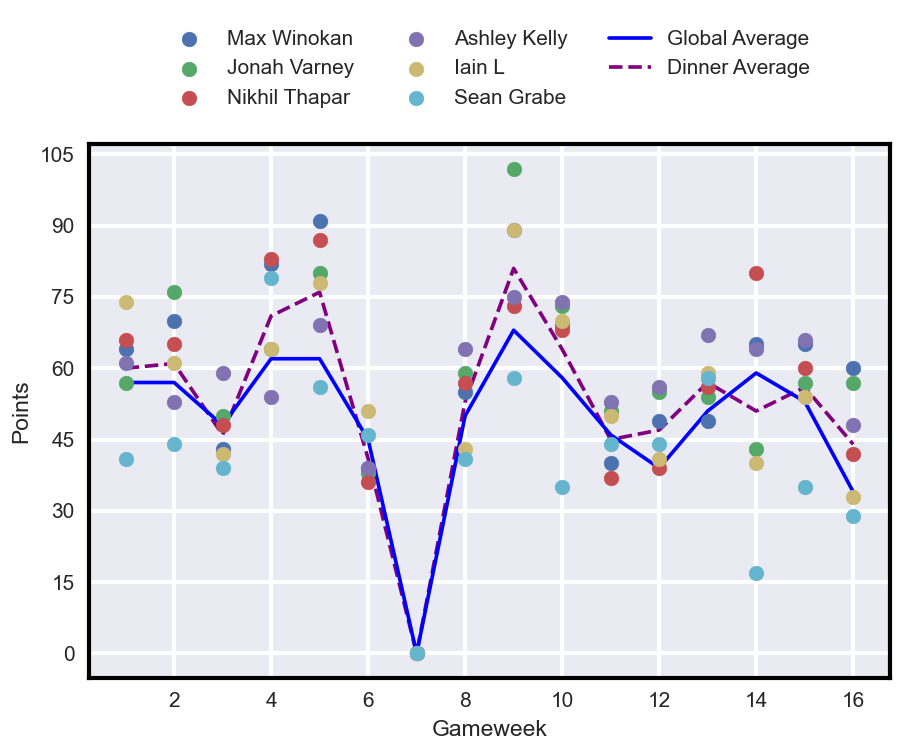 Max Winokan
Jonah Varney
Nikhil Thapar
Ashley Kelly
Iain L
Sean Grabe
Global Average
Dinner Average
105
90
75
60
45
30
15
0
Points
2 4 6 8 10 12 14 16
Gameweek